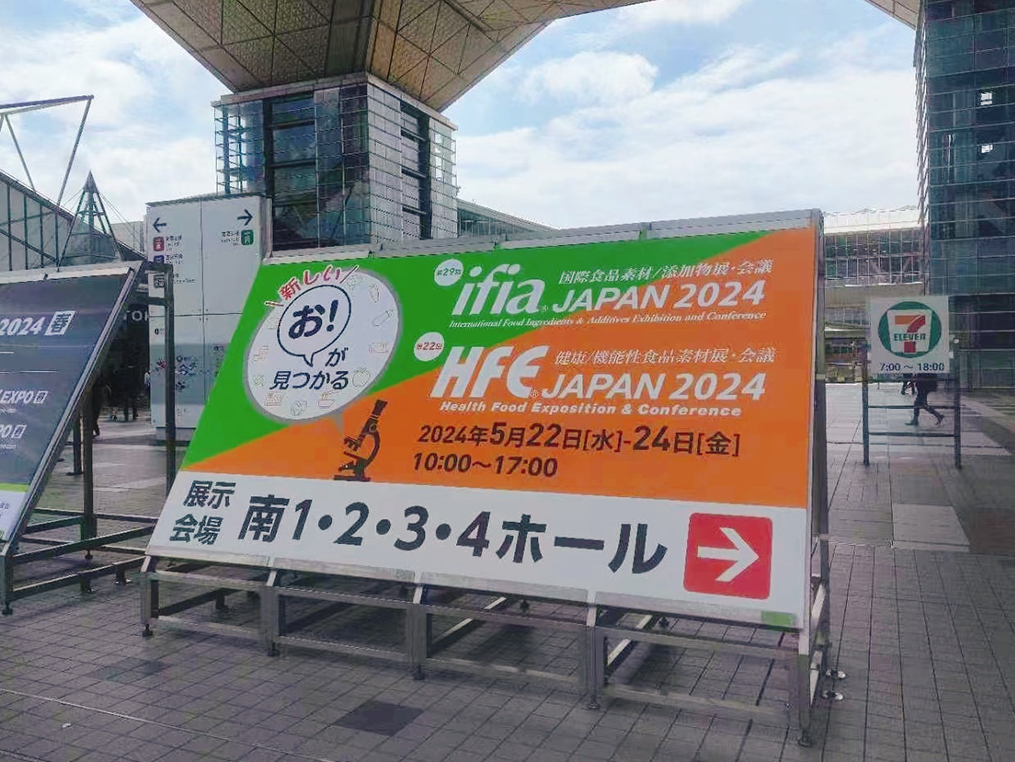 2024 春
EXPO
新しい
お!
が
見つかる
第29回
ifia® JAPAN 2024
国際食品素材/添加物展・会議
International Food Ingredients & Additives Exhibition and Conference
第22回
HFE® JAPAN 2024
健康/機能性食品素材展・会議
Health Food Exposition & Conference
2024年5月22日[水]-24日[金]
10:00～17:00
展示
会場
南1・2・3・4ホール
7
ELEVEN
7:00～18:00